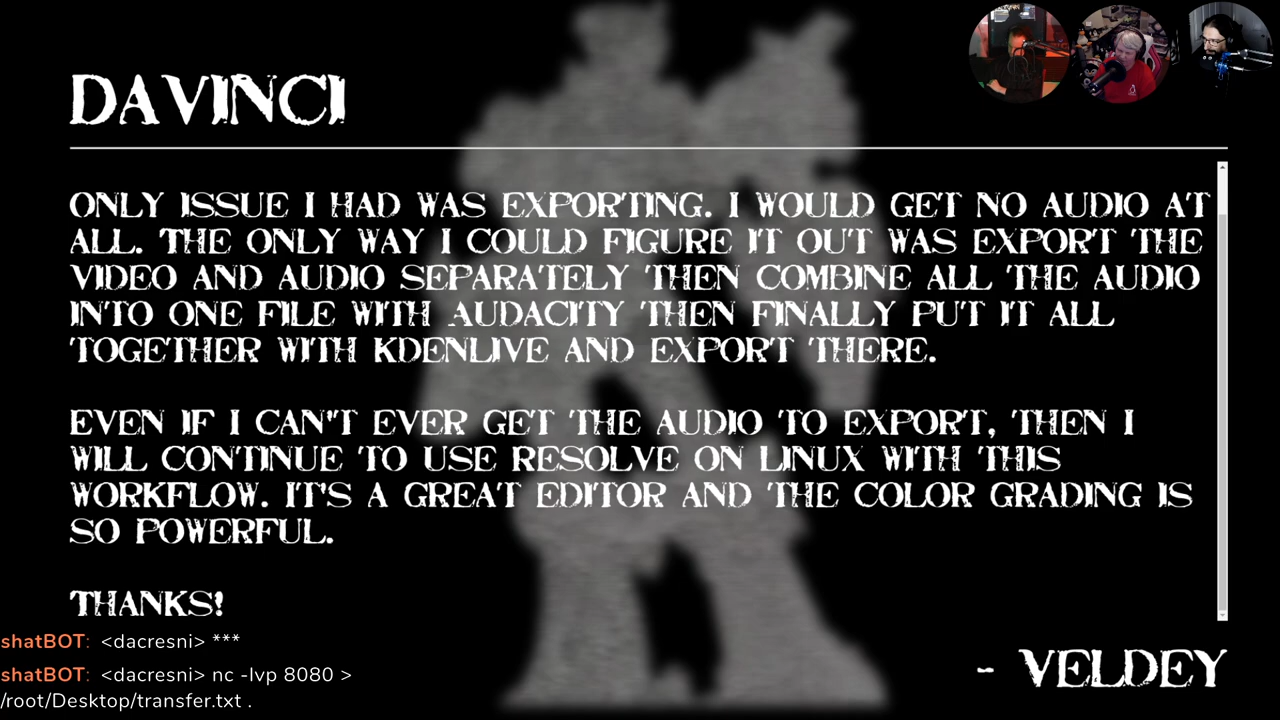 DAVINCI
ONLY ISSUE I HAD WAS EXPORTING. I WOULD GET NO AUDIO AT
ALL. THE ONLY WAY I COULD FIGURE IT OUT WAS EXPORT THE
VIDEO AND AUDIO SEPARATELY THEN COMBINE ALL THE AUDIO
INTO ONE FILE WITH AUDACITY THEN FINALLY PUT IT ALL
TOGETHER WITH KDENLIVE AND EXPORT THERE.
EVEN IF I CAN'T EVER GET THE AUDIO TO EXPORT, THEN I
WILL CONTINUE TO USE RESOLVE ON LINUX WITH THIS
WORKFLOW. IT'S A GREAT EDITOR AND THE COLOR GRADING IS
SO POWERFUL.
THANKS!
shatBOT: <dacresni> ***
shatBOT: <dacresni> nc -lvp 8080 >
/root/Desktop/transfer.txt .
- VELDEY